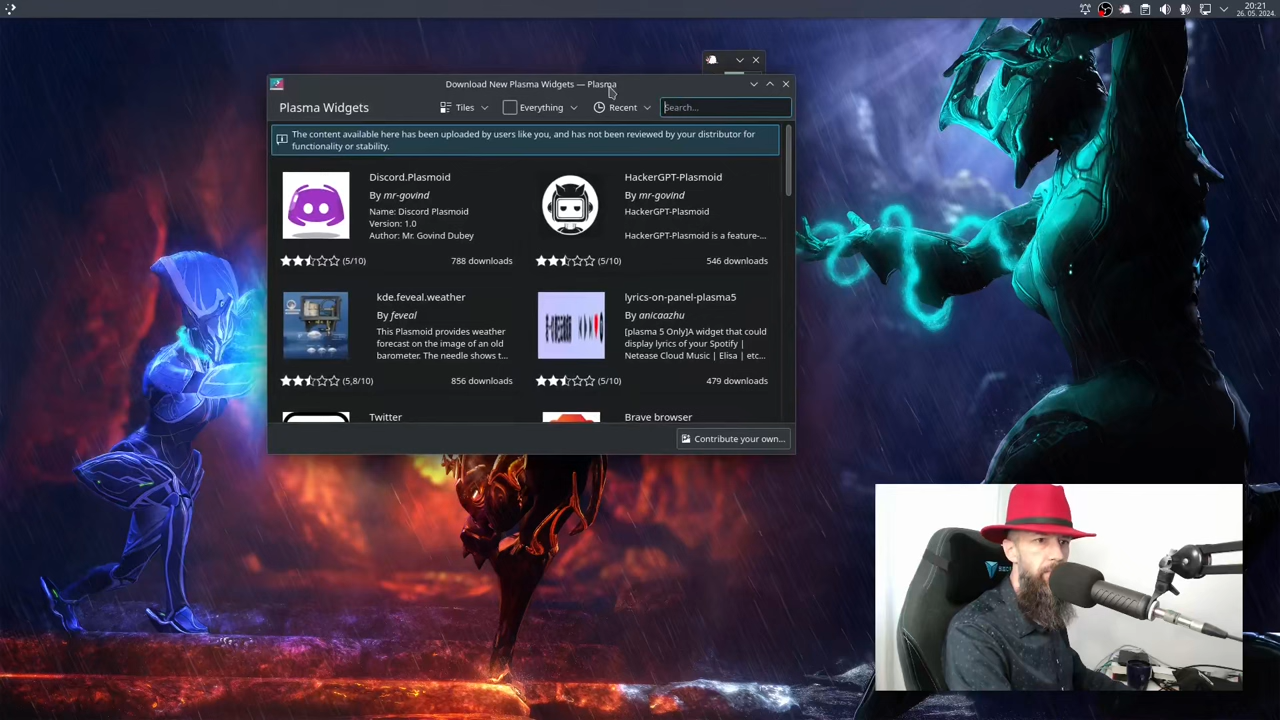 20:21
26. 05. 2024.
Download New Plasma Widgets — Plasma
Plasma Widgets
Tiles
Everything
Recent
Search...
The content available here has been uploaded by users like you, and has not been reviewed by your distributor for
functionality or stability.
Discord.Plasmoid
By mr-govind
Name: Discord Plasmoid
Version: 1.0
Author: Mr. Govind Dubey
(5/10)
788 downloads
HackerGPT-Plasmoid
By mr-govind
HackerGPT-Plasmoid
HackerGPT-Plasmoid is a feature-...
(5/10)
546 downloads
kde.feveal.weather
By feveal
This Plasmoid provides weather
forecast on the image of an old
barometer. The needle shows t...
(5,8/10)
856 downloads
lyrics-on-panel-plasma5
By anicaazhu
[plasma 5 Only]A widget that could
display lyrics of your Spotify |
Netease Cloud Music | Elisa | etc...
(5/10)
479 downloads
Twitter
Brave browser
Contribute your own...